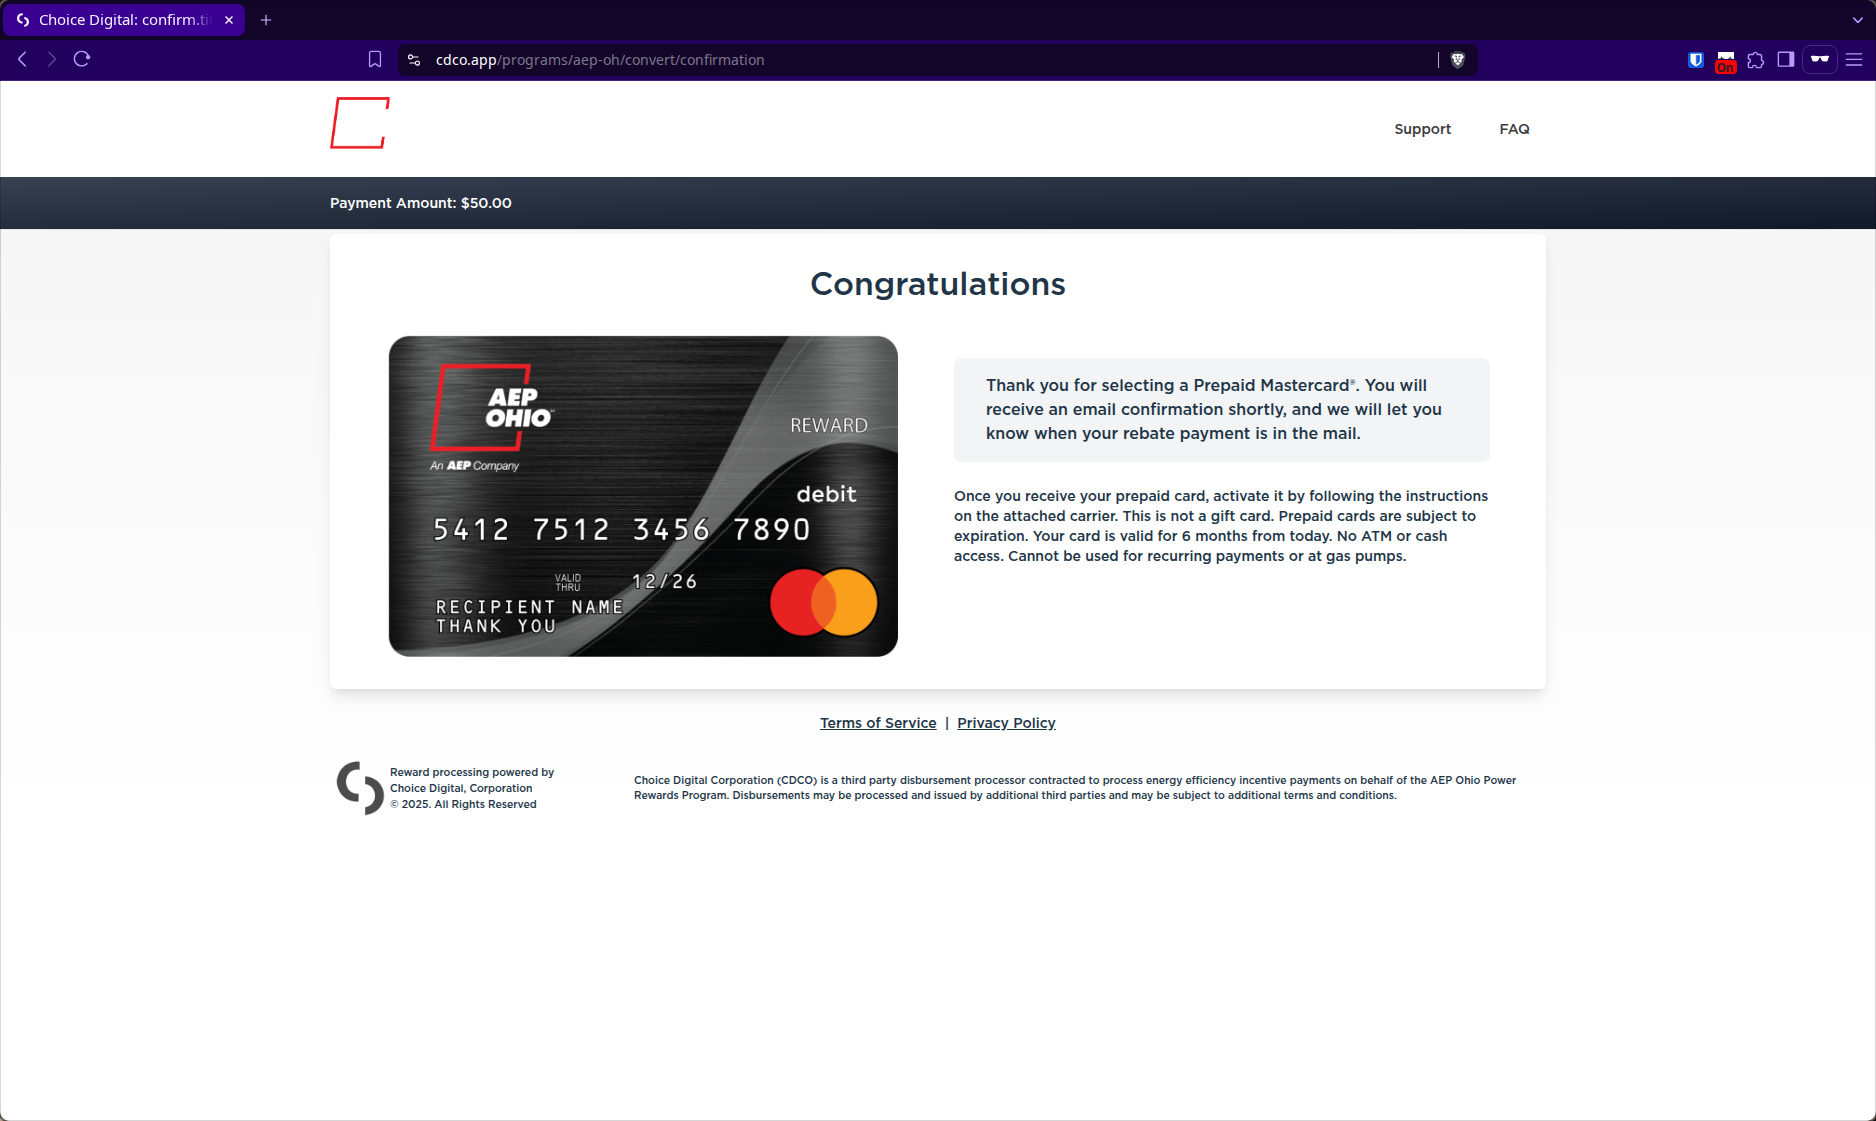 Choice Digital: confirm.ti
cdco.app/programs/aep-oh/convert/confirmation
On
Support
FAQ
Payment Amount: $50.00
Congratulations
AEP
OHIO
An AEP Company
REWARD
debit
5412 7512 3456 7890
VALID
THRU
12/26
RECIPIENT NAME
THANK YOU
Thank you for selecting a Prepaid Mastercard®. You will
receive an email confirmation shortly, and we will let you
know when your rebate payment is in the mail.
Once you receive your prepaid card, activate it by following the instructions
on the attached carrier. This is not a gift card. Prepaid cards are subject to
expiration. Your card is valid for 6 months from today. No ATM or cash
access. Cannot be used for recurring payments or at gas pumps.
Terms of Service | Privacy Policy
Reward processing powered by
Choice Digital, Corporation
© 2025. All Rights Reserved
Choice Digital Corporation (CDCO) is a third party disbursement processor contracted to process energy efficiency incentive payments on behalf of the AEP Ohio Power
Rewards Program. Disbursements may be processed and issued by additional third parties and may be subject to additional terms and conditions.